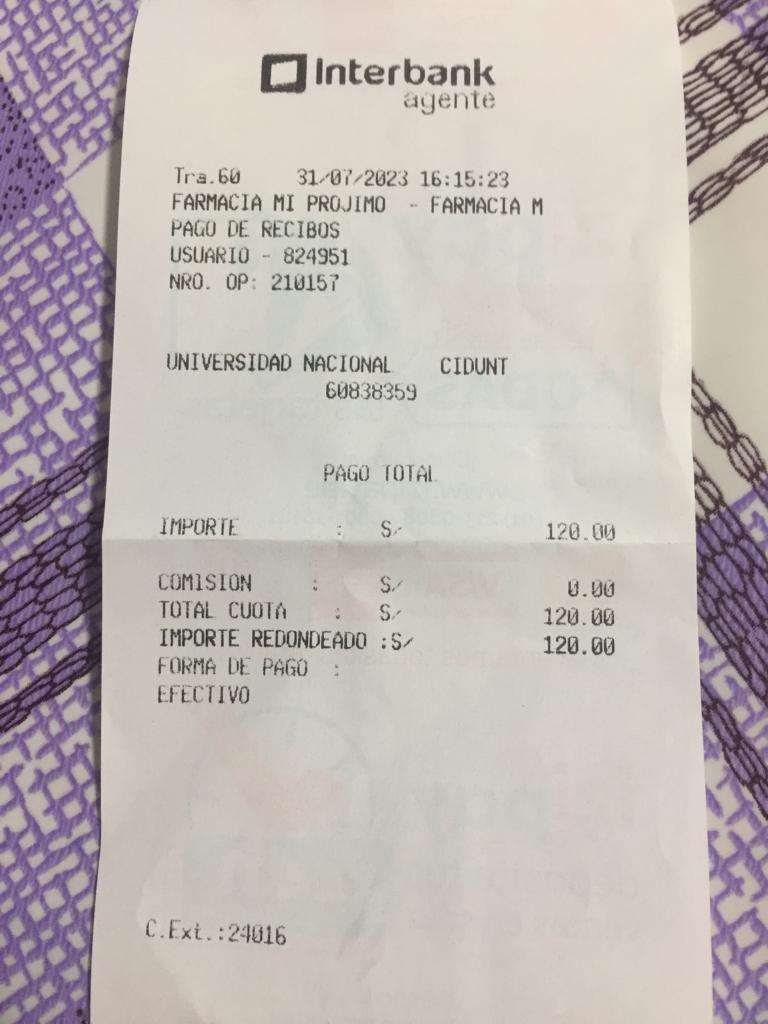 Interbank
agente
Tra.60 31/07/2023 16:15:23
FARMACIA MI PROJIMO - FARMACIA M
PAGO DE RECIBOS
USUARIO - 824951
NRO. OP: 210157
UNIVERSIDAD NACIONAL CIDUNT
60838359
PAGO TOTAL
IMPORTE : S/ 120.00
COMISION : S/ 0.00
TOTAL CUOTA : S/ 120.00
IMPORTE REDONDEADO :S/ 120.00
FORMA DE PAGO :
EFECTIVO
C.Ext.:24016